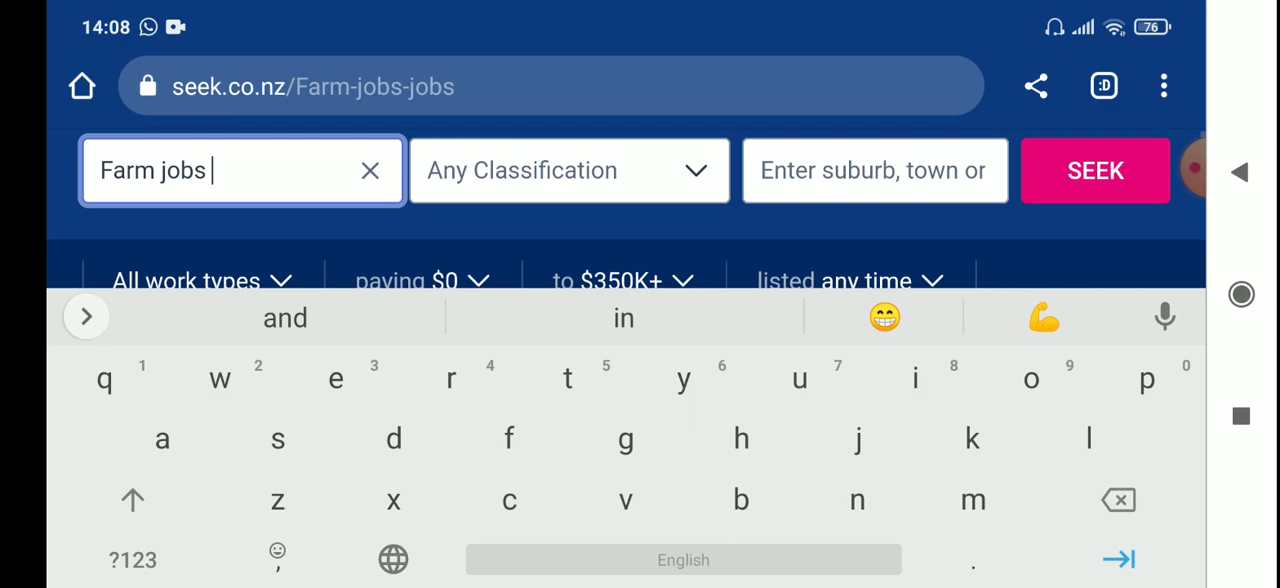 14:08 76
seek.co.nz/Farm-jobs-jobs :D
Farm jobs Any Classification Enter suburb, town or SEEK
All work types paying $0 to $350K+ listed any time
and in
q 1 w 2 e 3 r 4 t 5 y 6 u 7 i 8 o 9 p 0
a s d f g h j k l
z x c v b n m
?123 , English .